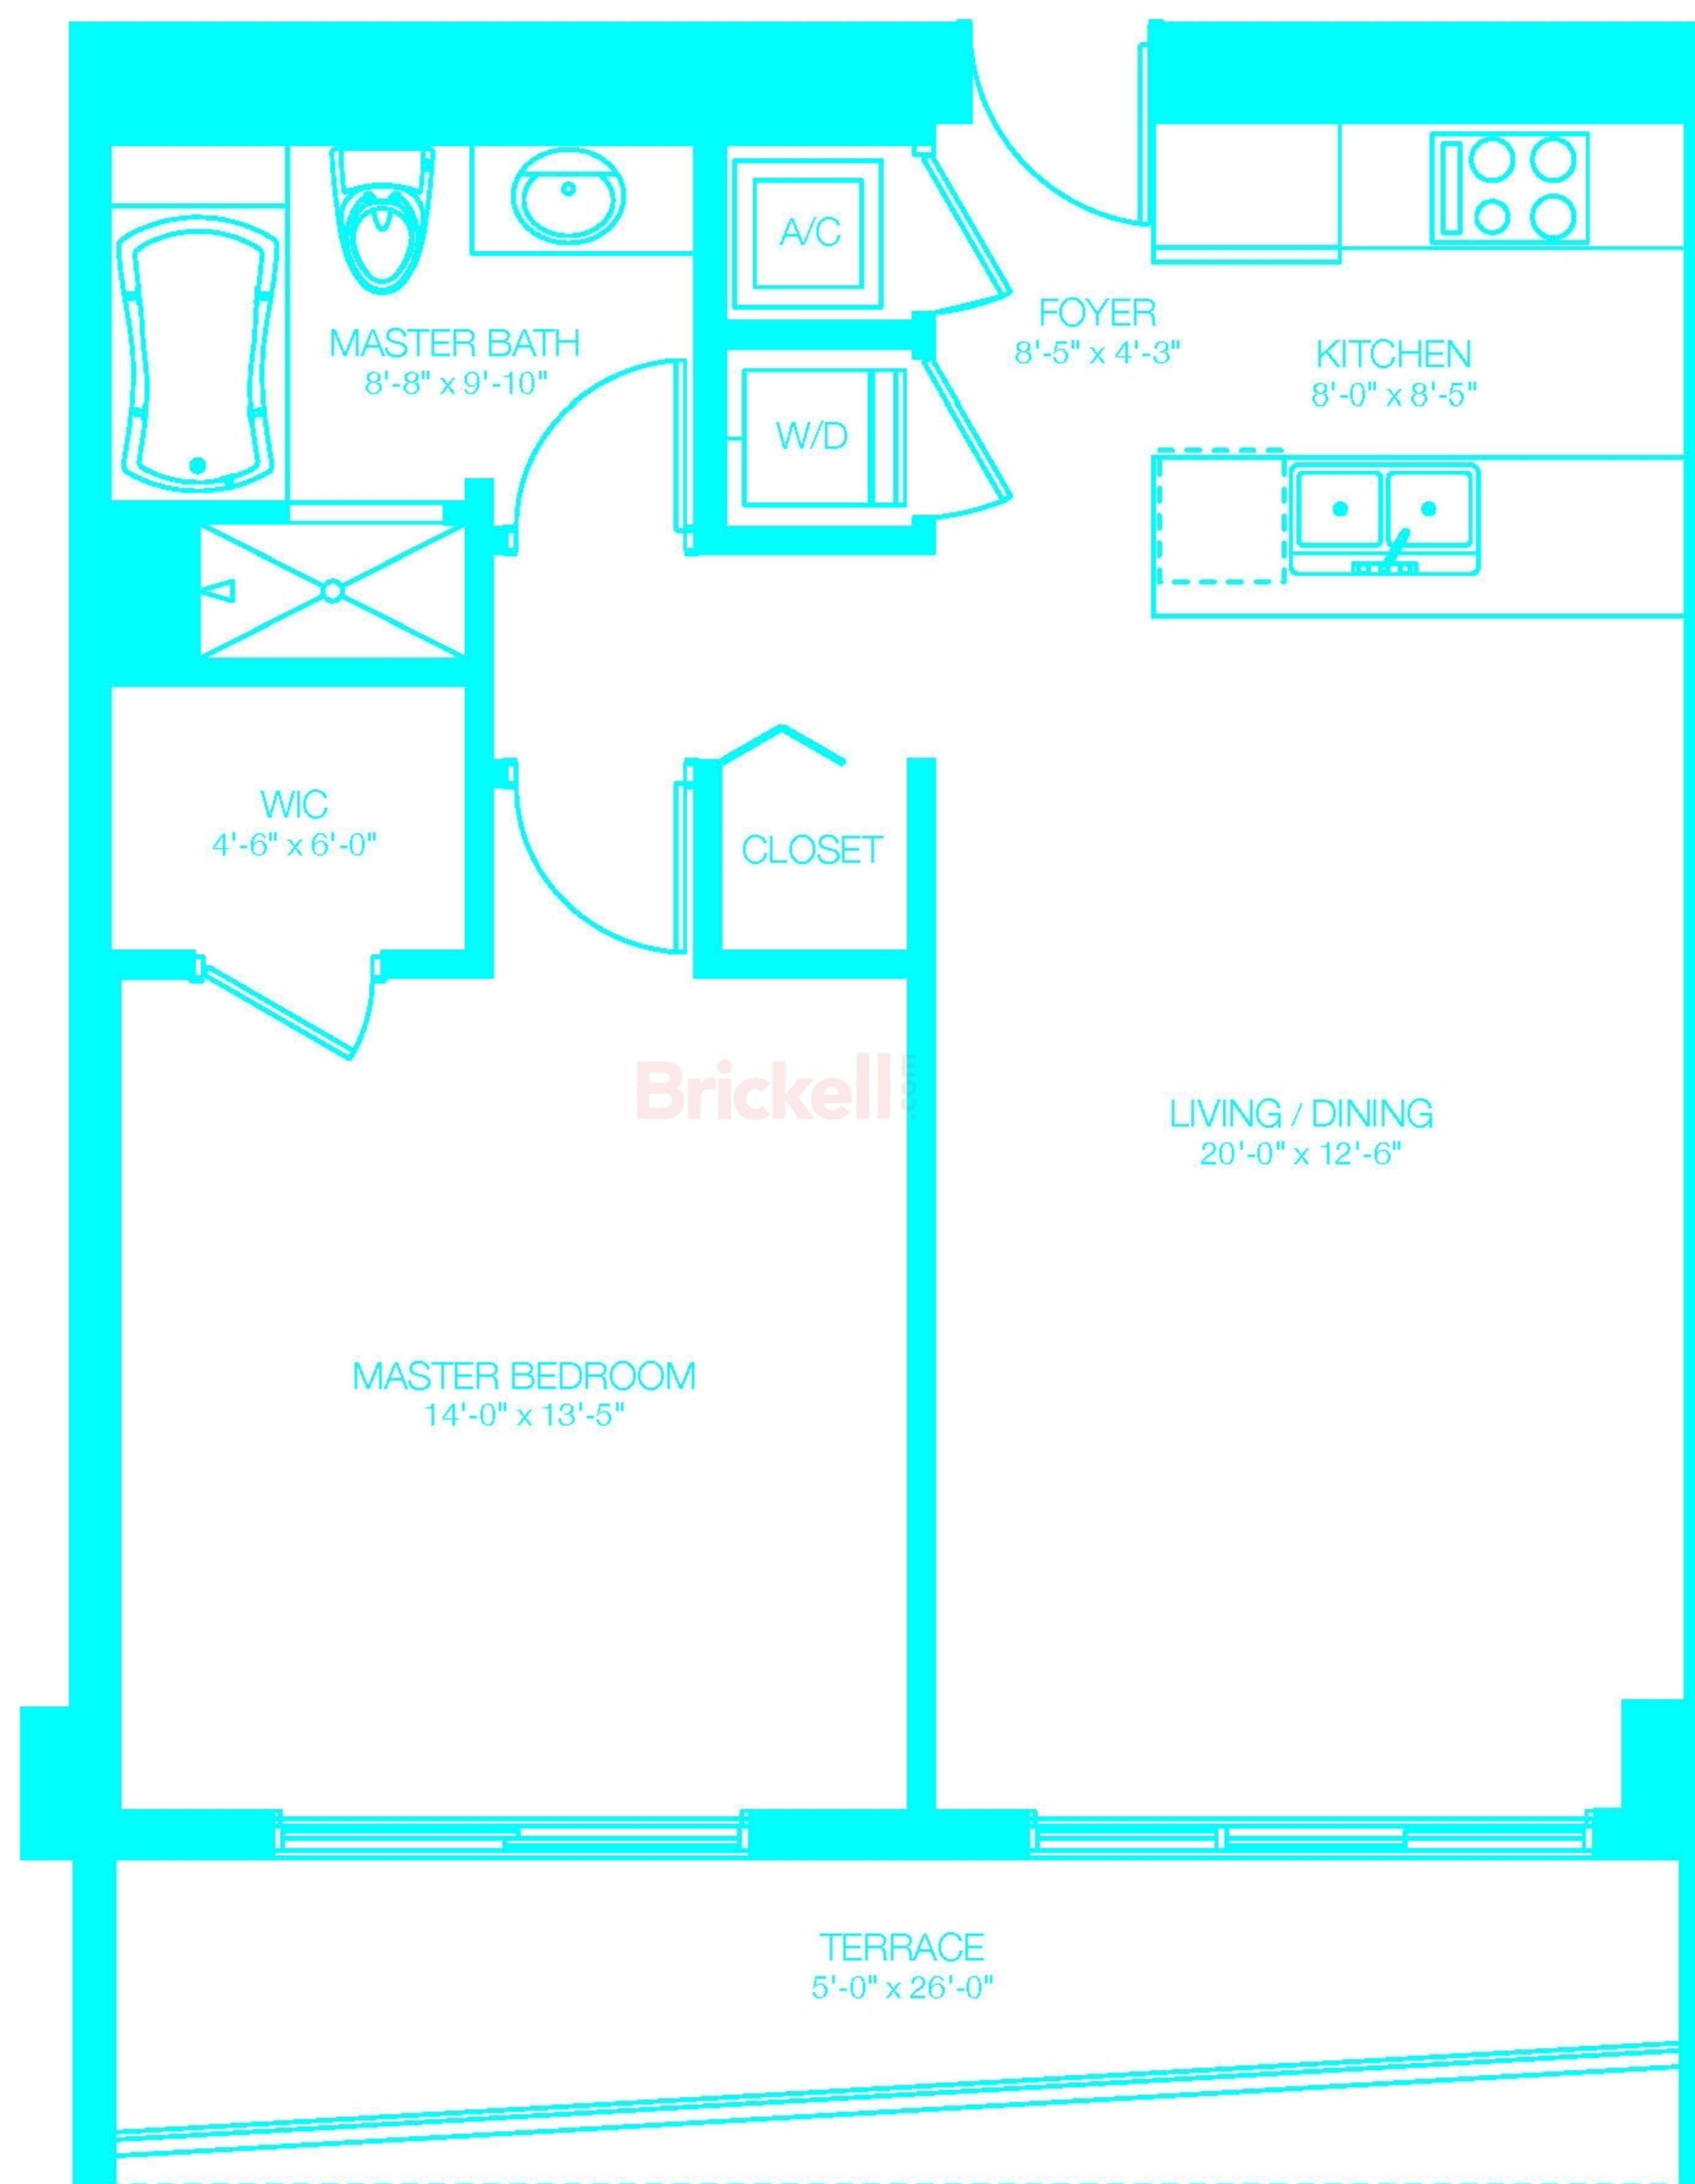 A/C
FOYER
8'-5" x 4'-3"
MASTER BATH
8'-8" x 9'-10"
KITCHEN
8'-0" x 8'-5"
W/D
WIC
4'-6" x 6'-0"
CLOSET
Brickell.com
LIVING / DINING
20'-0" x 12'-6"
MASTER BEDROOM
14'-0" x 13'-5"
TERRACE
5'-0" x 26'-0"